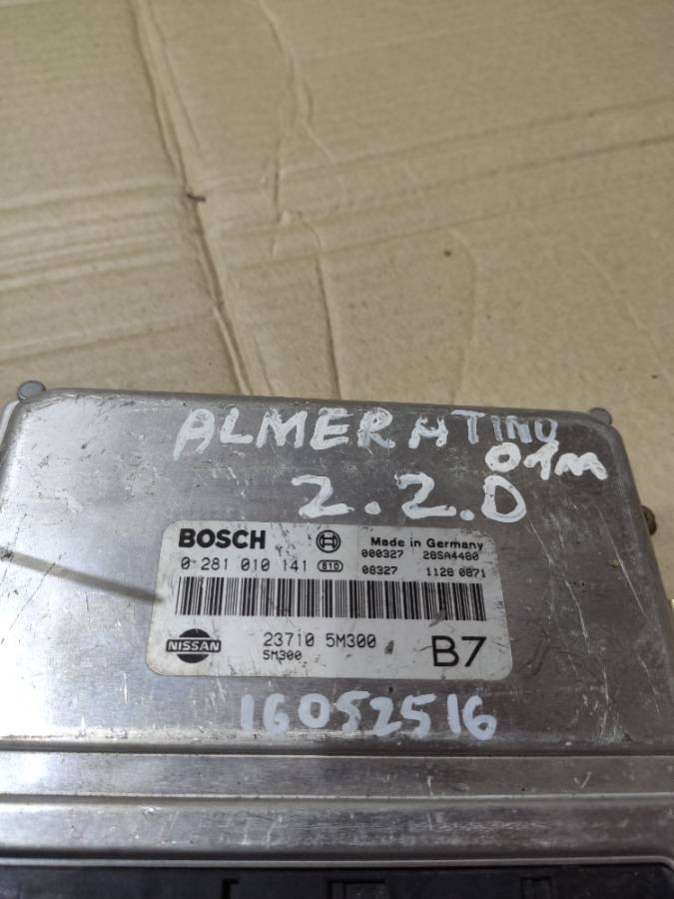 ALMERA TINO
01m
2.2.D
BOSCH
Made in Germany
0 281 010 141 610
000327 28SA4480
08327 1128 0871
23710 5M300
NISSAN
5M300
B7
16052516